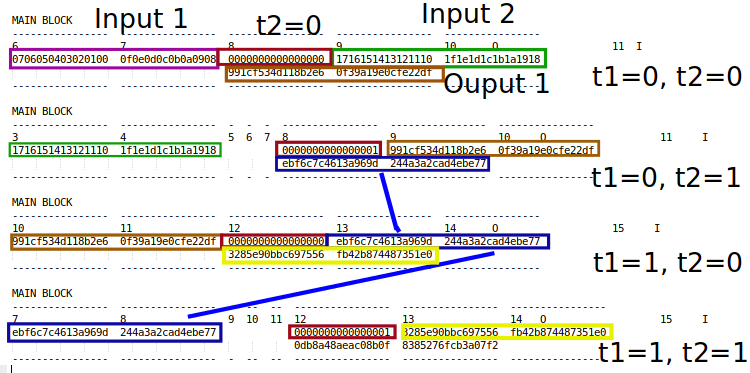 MAIN BLOCK Input 1 t2=0 Input 2
---------------- ---------------- ---------------- ---------------- ----------------
6 7 8 9 10 O 11 I
0706050403020100 0f0e0d0c0b0a0908 0000000000000000 1716151413121110 1f1e1d1c1b1a1918
991cf534d118b2e6 0f39a19e0cfe22df Ouput 1 t1=0, t2=0
---------------- ---------------- ---------------- ----------------
MAIN BLOCK
---------------- ---------------- - - - ---------------- ---------------- ----------------
3 4 5 6 7 8 9 10 O 11 I
1716151413121110 1f1e1d1c1b1a1918 0000000000000001 991cf534d118b2e6 0f39a19e0cfe22df
ebf6c7c4613a969d 244a3a2cad4ebe77 t1=0, t2=1
---------------- ---------------- - - - ---------------- ---------------- ----------------
MAIN BLOCK
---------------- ---------------- ---------------- ---------------- ----------------
10 11 12 13 14 O 15 I
991cf534d118b2e6 0f39a19e0cfe22df 0000000000000000 ebf6c7c4613a969d 244a3a2cad4ebe77
3285e90bbc697556 fb42b874487351e0 t1=1, t2=0
---------------- ---------------- ---------------- ---------------- ----------------
MAIN BLOCK
---------------- ---------------- - -- -- ---------------- ---------------- ----------------
7 8 9 10 11 12 13 14 O 15 I
ebf6c7c4613a969d 244a3a2cad4ebe77 0000000000000001 3285e90bbc697556 fb42b874487351e0
0db8a48aeac08b0f 8385276fcb3a07f2 t1=1, t2=1
---------------- ---------------- - -- -- ---------------- ---------------- ----------------